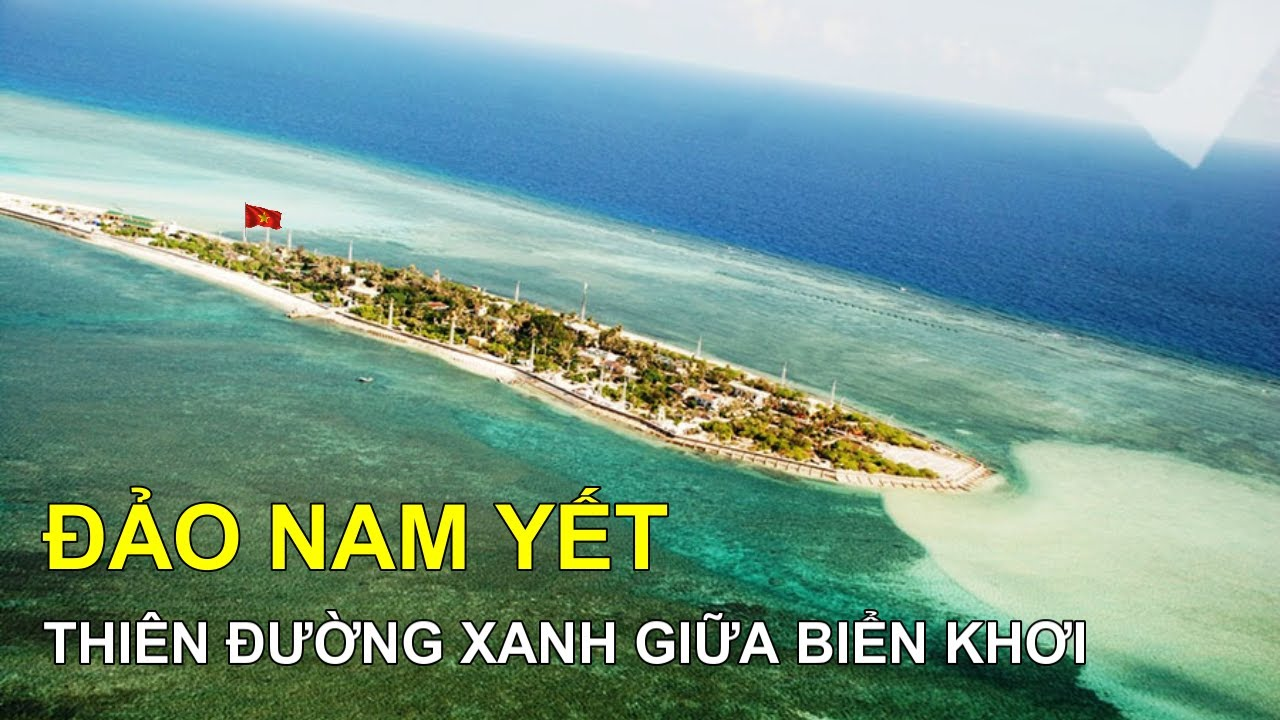 ĐẢO NAM YẾT
THIÊN ĐƯỜNG XANH GIỮA BIỂN KHƠI